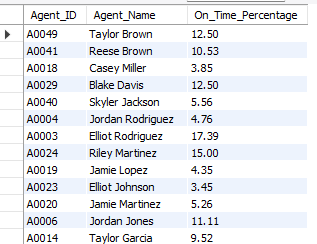 Agent_ID Agent_Name On_Time_Percentage
A0049 Taylor Brown 12.50
A0041 Reese Brown 10.53
A0018 Casey Miller 3.85
A0029 Blake Davis 12.50
A0040 Skyler Jackson 5.56
A0004 Jordan Rodriguez 4.76
A0003 Elliot Rodriguez 17.39
A0024 Riley Martinez 15.00
A0019 Jamie Lopez 4.35
A0023 Elliot Johnson 3.45
A0020 Jamie Martinez 5.26
A0006 Jordan Jones 11.11
A0014 Taylor Garcia 9.52